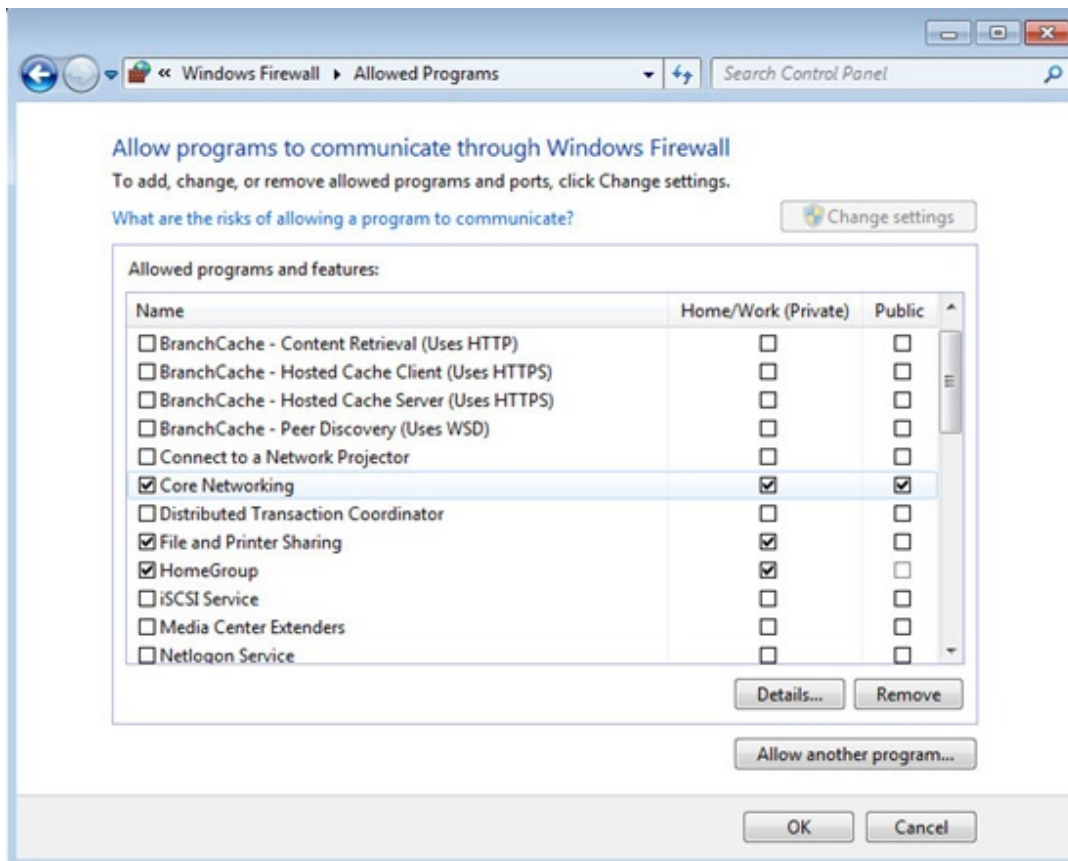 « Windows Firewall ▸ Allowed Programs
Search Control Panel
Allow programs to communicate through Windows Firewall
To add, change, or remove allowed programs and ports, click Change settings.
What are the risks of allowing a program to communicate?
Change settings
Allowed programs and features:
Name Home/Work (Private) Public
BranchCache - Content Retrieval (Uses HTTP)
BranchCache - Hosted Cache Client (Uses HTTPS)
BranchCache - Hosted Cache Server (Uses HTTPS)
BranchCache - Peer Discovery (Uses WSD)
Connect to a Network Projector
Core Networking
Distributed Transaction Coordinator
File and Printer Sharing
HomeGroup
iSCSI Service
Media Center Extenders
Netlogon Service
Details... Remove
Allow another program...
OK Cancel